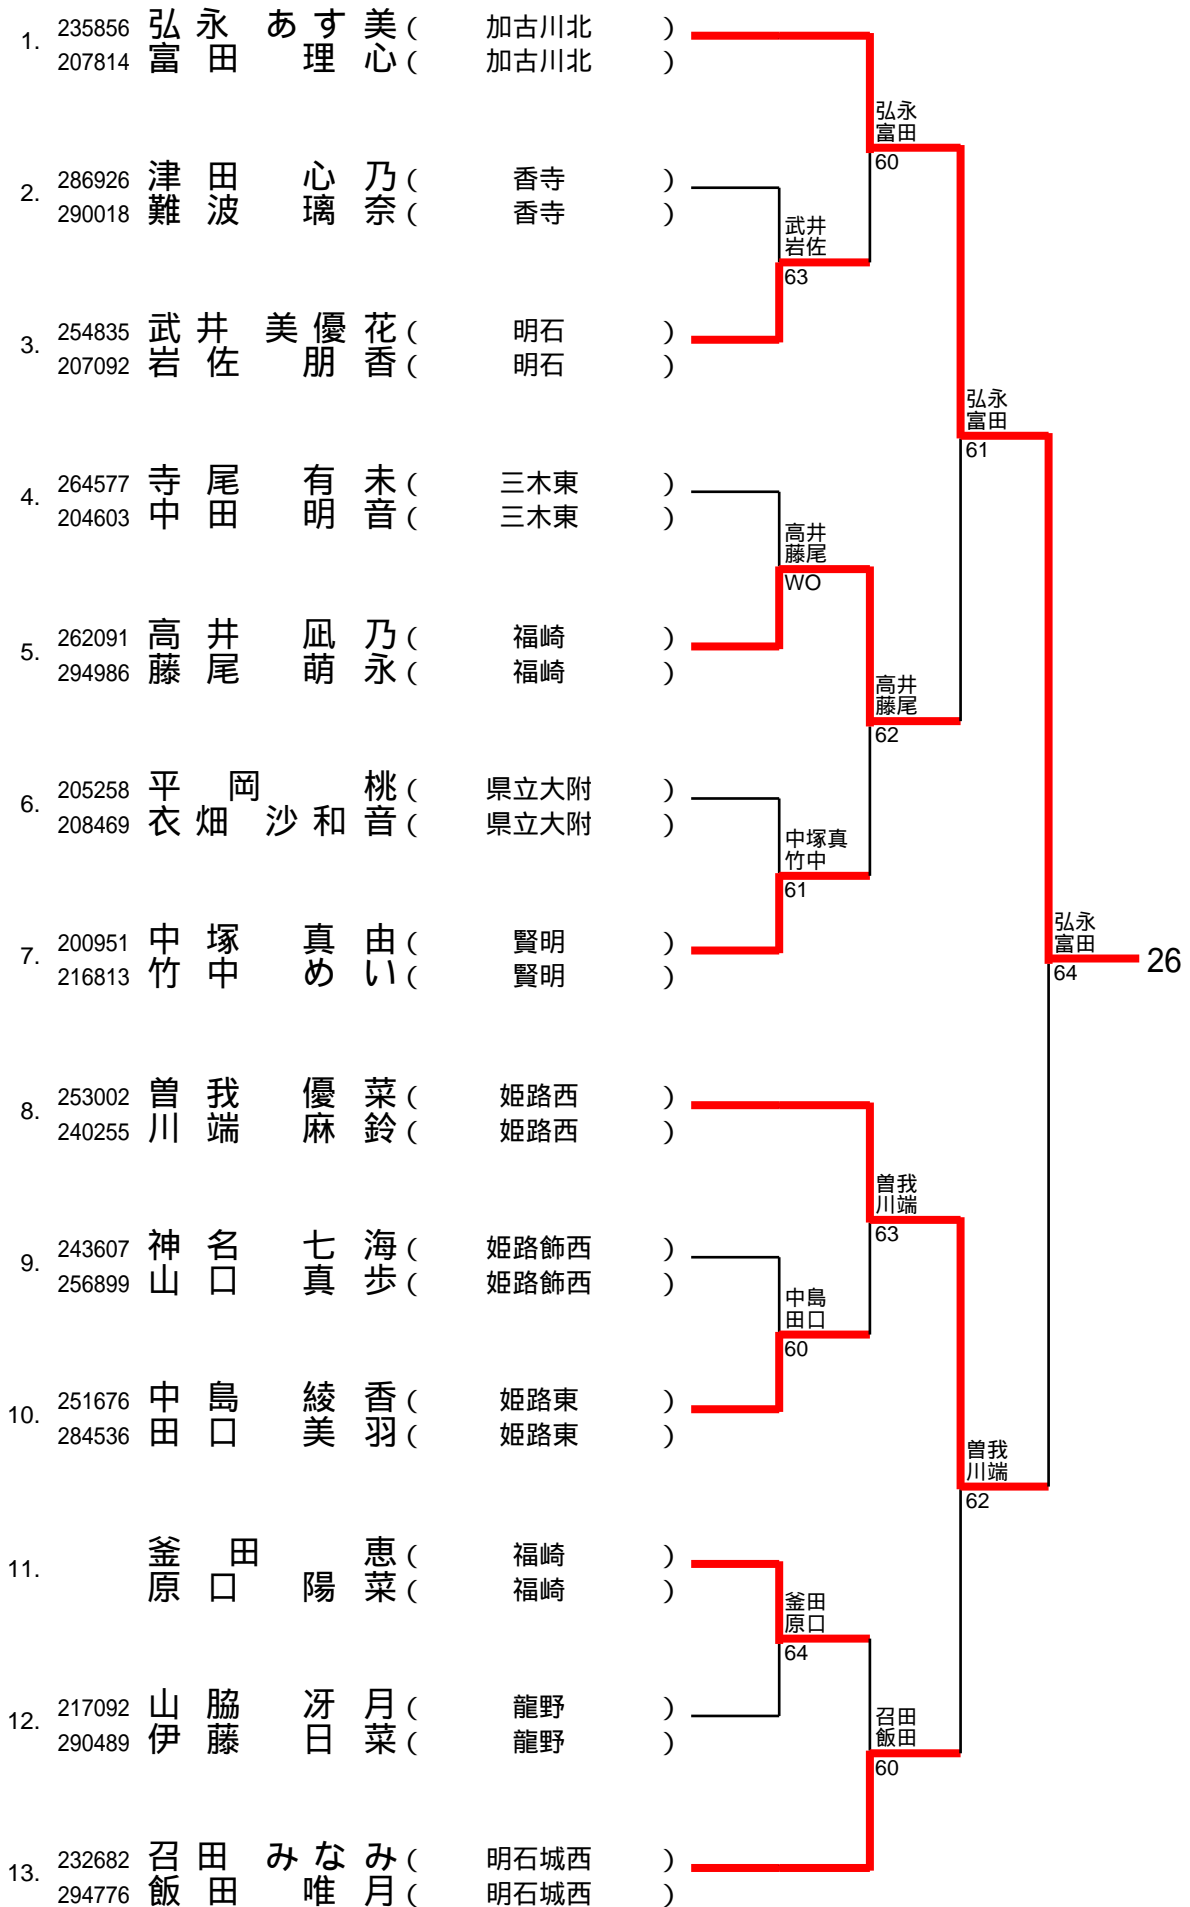 1. 235856 弘永 あす美 ( 加古川北 )
207814 富田 理心 ( 加古川北 )
弘永
富田
60
2. 286926 津田 心乃 ( 香寺 )
290018 難波 璃奈 ( 香寺 )
武井
岩佐
63
3. 254835 武井 美優花 ( 明石 )
207092 岩佐 朋香 ( 明石 )
弘永
富田
61
4. 264577 寺尾 有未 ( 三木東 )
204603 中田 明音 ( 三木東 )
高井
藤尾
WO
5. 262091 高井 凪乃 ( 福崎 )
294986 藤尾 萌永 ( 福崎 )
高井
藤尾
62
6. 205258 平岡 桃 ( 県立大附 )
208469 衣畑 沙和音 ( 県立大附 )
中塚真
竹中
61
7. 200951 中塚 真由 ( 賢明 )
216813 竹中 めい ( 賢明 )
弘永
富田
64
26
8. 253002 曽我 優菜 ( 姫路西 )
240255 川端 麻鈴 ( 姫路西 )
曽我
川端
63
9. 243607 神名 七海 ( 姫路飾西 )
256899 山口 真歩 ( 姫路飾西 )
中島
田口
60
10. 251676 中島 綾香 ( 姫路東 )
284536 田口 美羽 ( 姫路東 )
曽我
川端
62
11. 釜田 恵 ( 福崎 )
原口 陽菜 ( 福崎 )
釜田
原口
64
12. 217092 山脇 冴月 ( 龍野 )
290489 伊藤 日菜 ( 龍野 )
召田
飯田
60
13. 232682 召田 みなみ ( 明石城西 )
294776 飯田 唯月 ( 明石城西 )